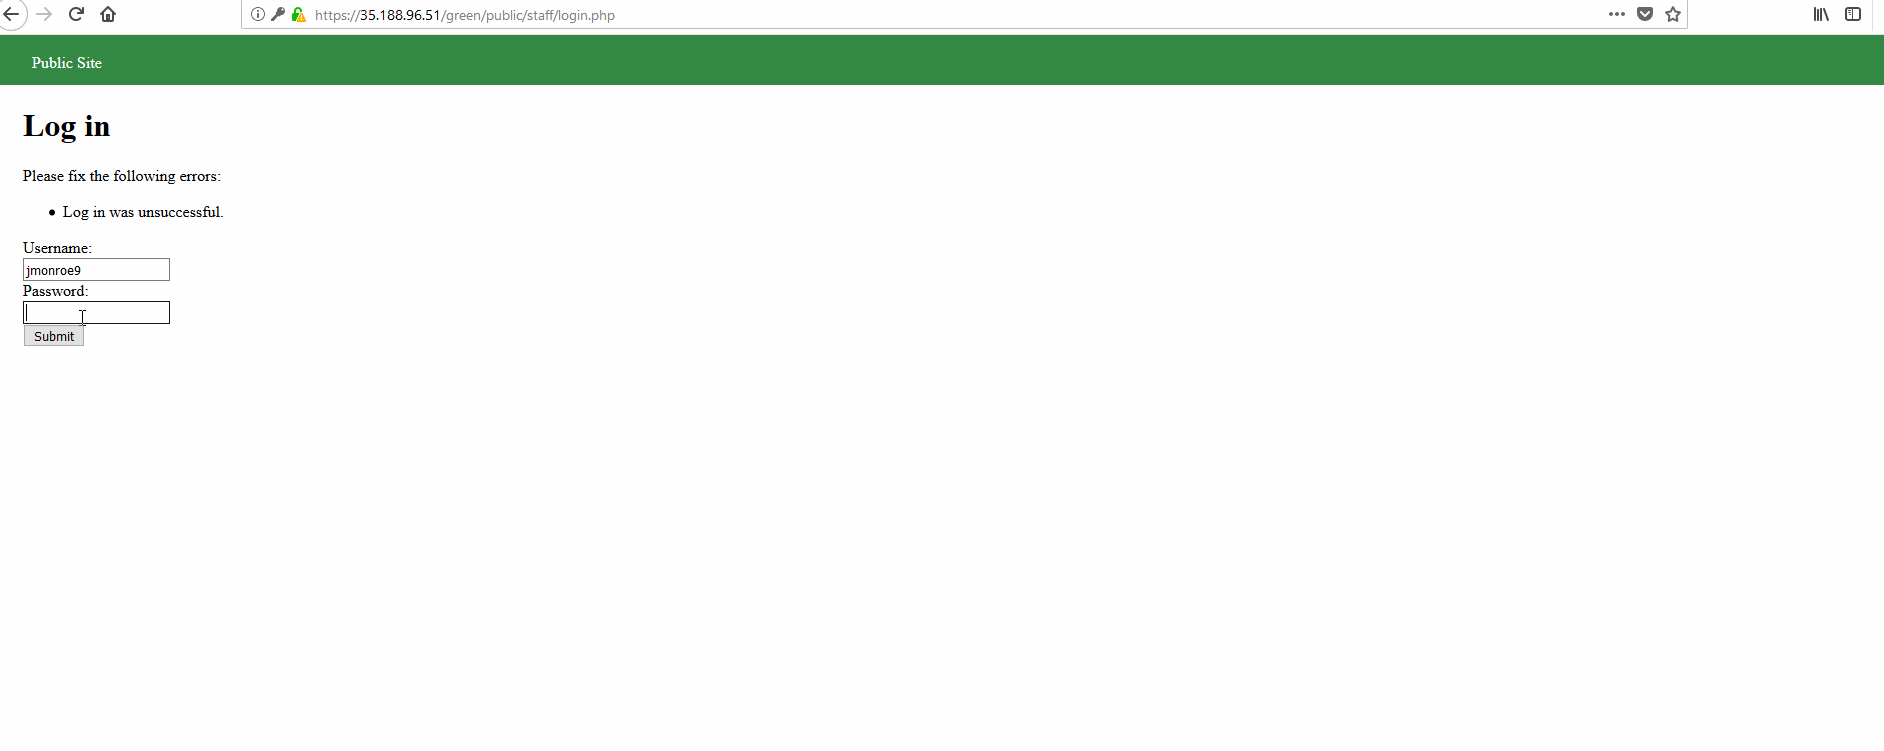 https://35.188.96.51/green/public/staff/login.php
Public Site
Log in
Please fix the following errors:
Log in was unsuccessful.
Username:
jmonroe9
Password:
Submit